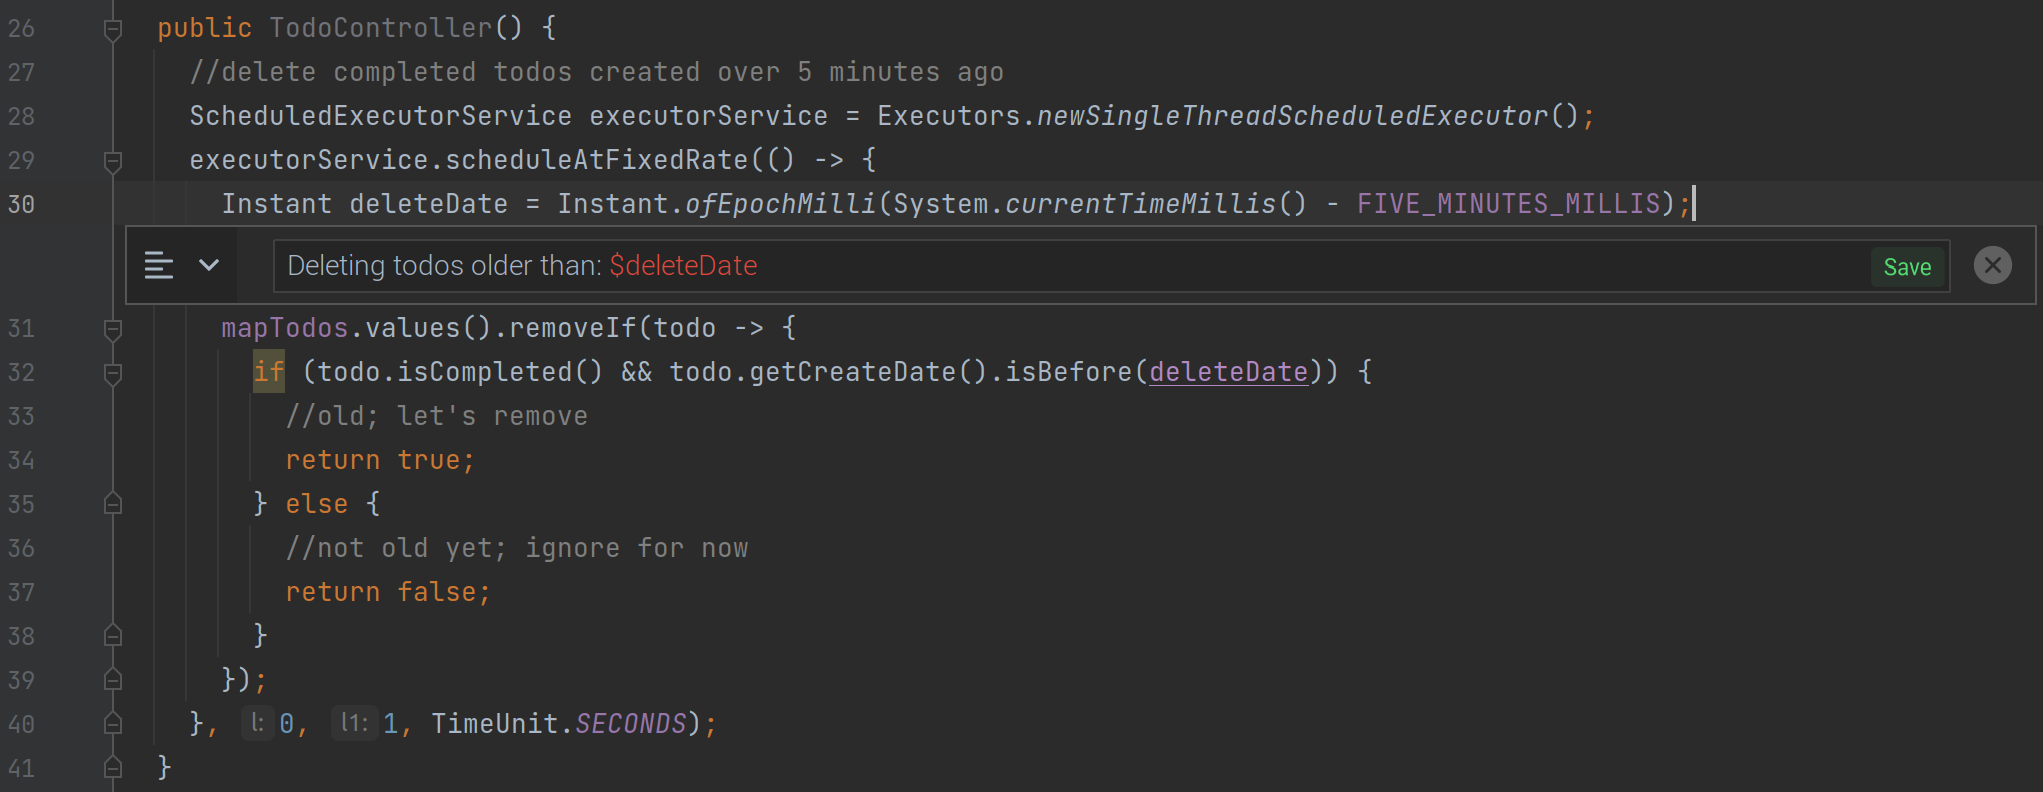 26 public TodoController() {
27 //delete completed todos created over 5 minutes ago
28 ScheduledExecutorService executorService = Executors.newSingleThreadScheduledExecutor();
29 executorService.scheduleAtFixedRate(() -> {
30 Instant deleteDate = Instant.ofEpochMilli(System.currentTimeMillis() - FIVE_MINUTES_MILLIS);
Deleting todos older than: $deleteDate Save
31 mapTodos.values().removeIf(todo -> {
32 if (todo.isCompleted() && todo.getCreateDate().isBefore(deleteDate)) {
33 //old; let's remove
34 return true;
35 } else {
36 //not old yet; ignore for now
37 return false;
38 }
39 });
40 }, l: 0, l1: 1, TimeUnit.SECONDS);
41 }